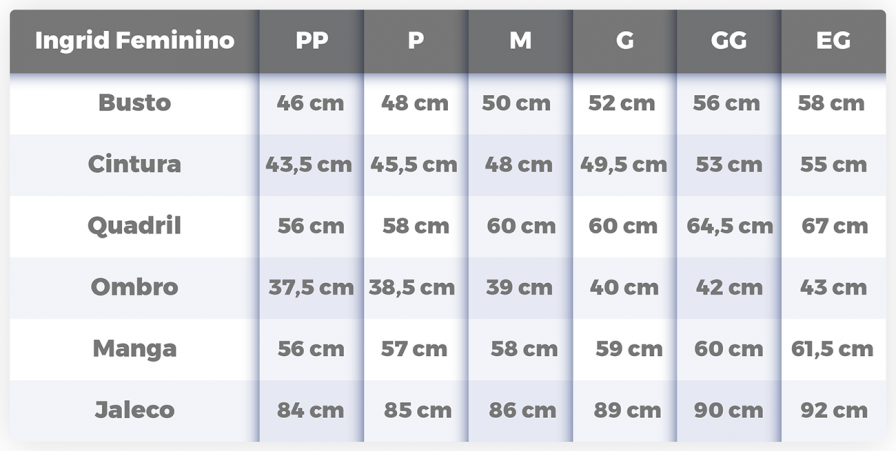 Ingrid Feminino PP P M G GG EG
Busto 46 cm 48 cm 50 cm 52 cm 56 cm 58 cm
Cintura 43,5 cm 45,5 cm 48 cm 49,5 cm 53 cm 55 cm
Quadril 56 cm 58 cm 60 cm 60 cm 64,5 cm 67 cm
Ombro 37,5 cm 38,5 cm 39 cm 40 cm 42 cm 43 cm
Manga 56 cm 57 cm 58 cm 59 cm 60 cm 61,5 cm
Jaleco 84 cm 85 cm 86 cm 89 cm 90 cm 92 cm